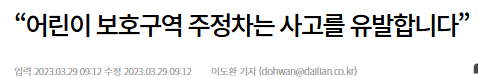 “어린이 보호구역 주정차는 사고를 유발합니다”
입력 2023.03.29 09:12 수정 2023.03.29 09:12 이도환 기자 (dohwan@dailian.co.kr)